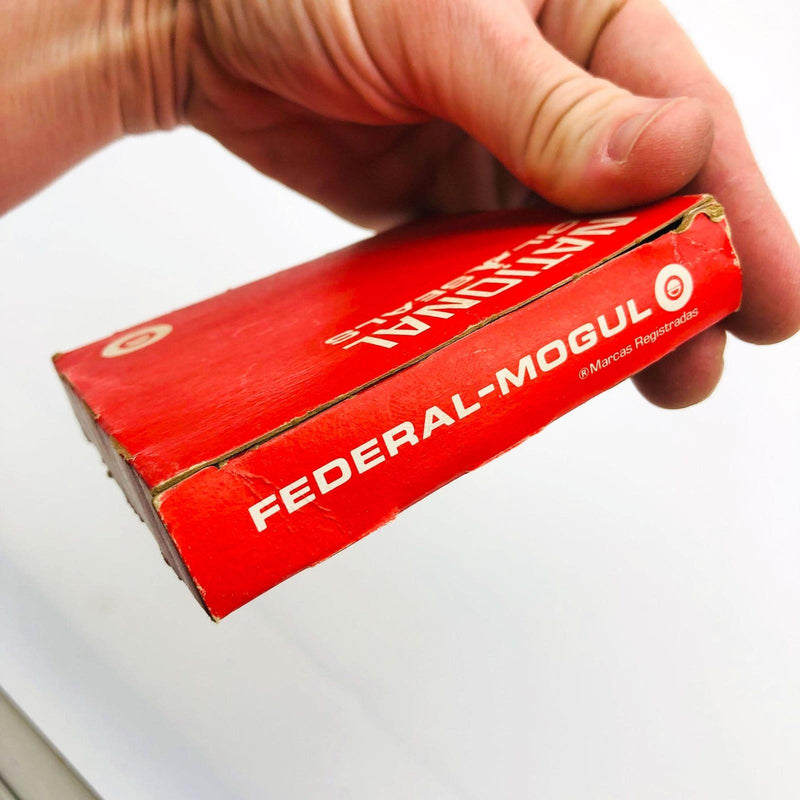 NATIONAL
OIL & SEALS
FEDERAL-MOGUL
®Marcas Registradas